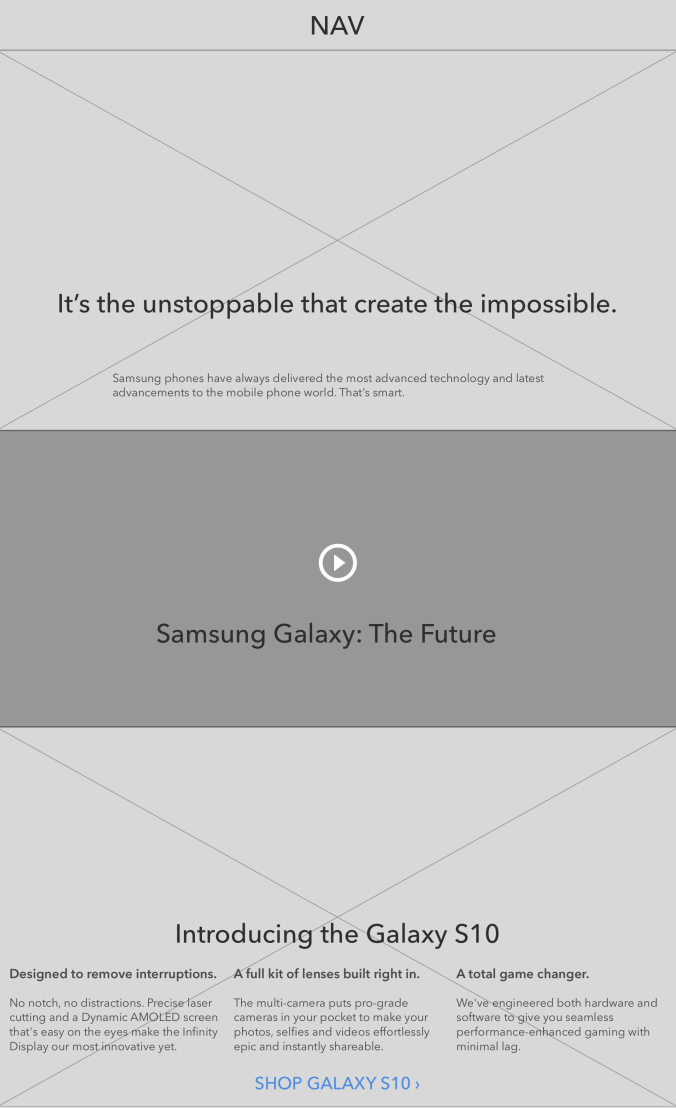 NAV
It’s the unstoppable that create the impossible.
Samsung phones have always delivered the most advanced technology and latest
advancements to the mobile phone world. That’s smart.
Samsung Galaxy: The Future
Introducing the Galaxy S10
Designed to remove interruptions.
No notch, no distractions. Precise laser
cutting and a Dynamic AMOLED screen
that's easy on the eyes make the Infinity
Display our most innovative yet.
A full kit of lenses built right in.
The multi-camera puts pro-grade
cameras in your pocket to make your
photos, selfies and videos effortlessly
epic and instantly shareable.
A total game changer.
We've engineered both hardware and
software to give you seamless
performance-enhanced gaming with
minimal lag.
SHOP GALAXY S10 ›